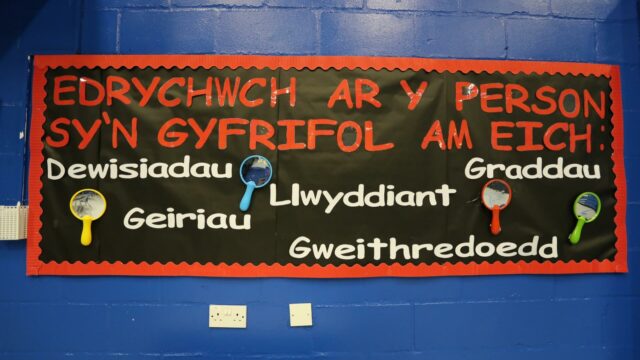 EDRYCHWCH AR Y PERSON
SY'N GYFRIFOL AM EICH:
Dewisiadau
Graddau
Llwyddiant
Geiriau
Gweithredoedd